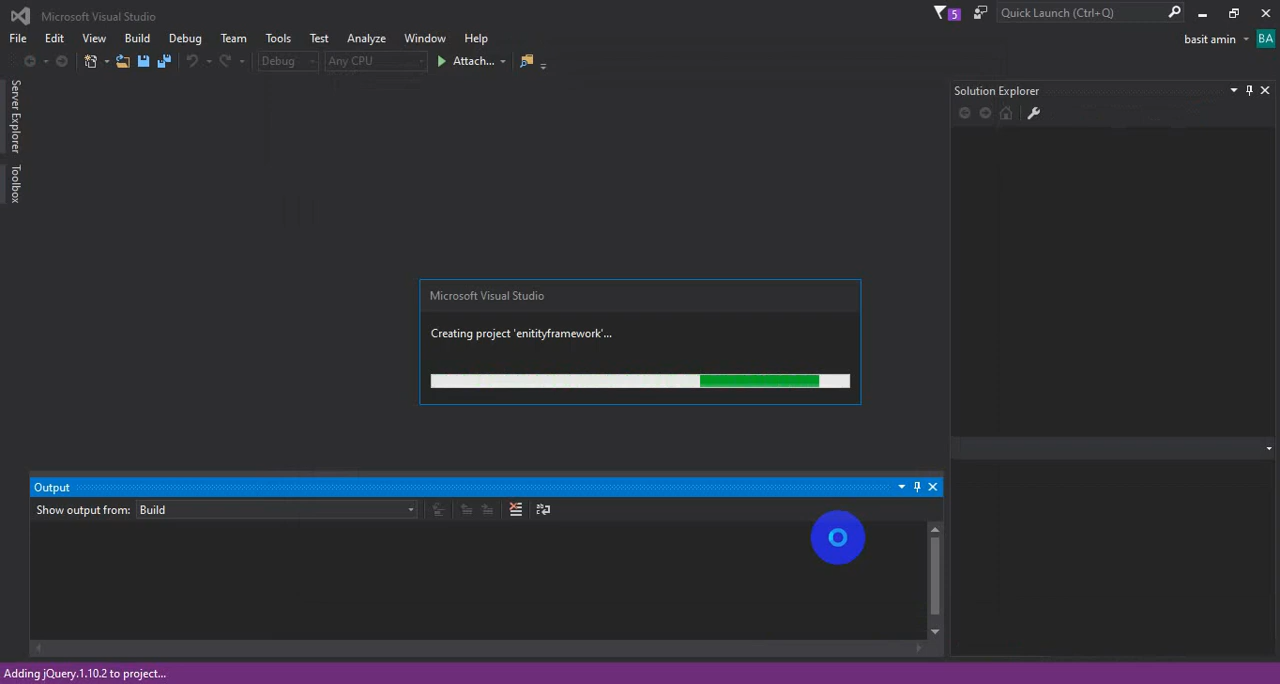 Microsoft Visual Studio
5
Quick Launch (Ctrl+Q)
File Edit View Build Debug Team Tools Test Analyze Window Help
basit amin BA
Debug Any CPU Attach...
Server Explorer
Toolbox
Solution Explorer
Microsoft Visual Studio
Creating project 'enitityframework'...
Output
Show output from: Build
Adding jQuery.1.10.2 to project...